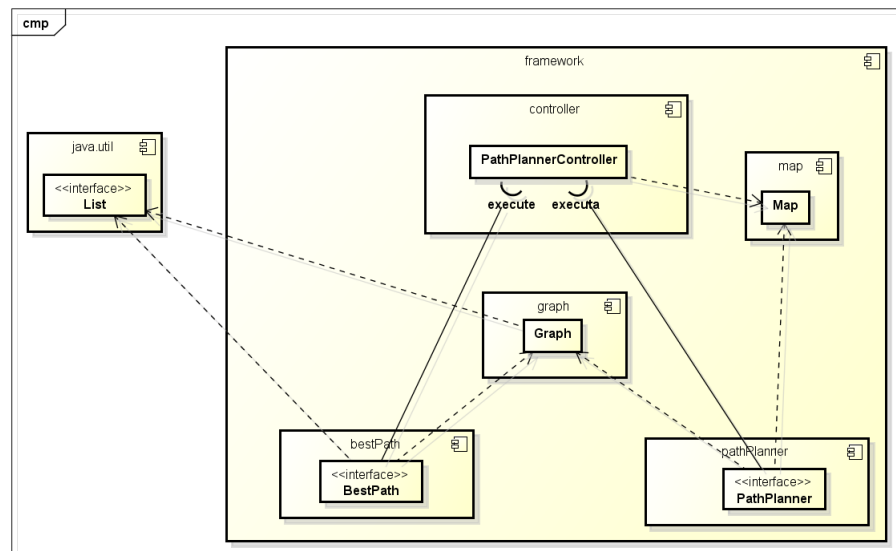 cmp
framework
controller
PathPlannerController
execute
executa
java.util
<<interface>>
List
map
Map
graph
Graph
bestPath
<<interface>>
BestPath
pathPlanner
<<interface>>
PathPlanner